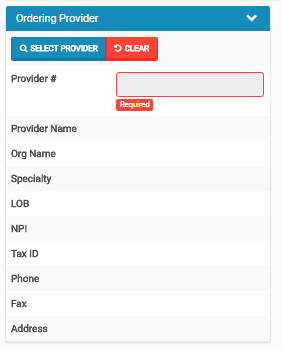 Ordering Provider
SELECT PROVIDER CLEAR
Provider #
Required
Provider Name
Org Name
Specialty
LOB
NPI
Tax ID
Phone
Fax
Address